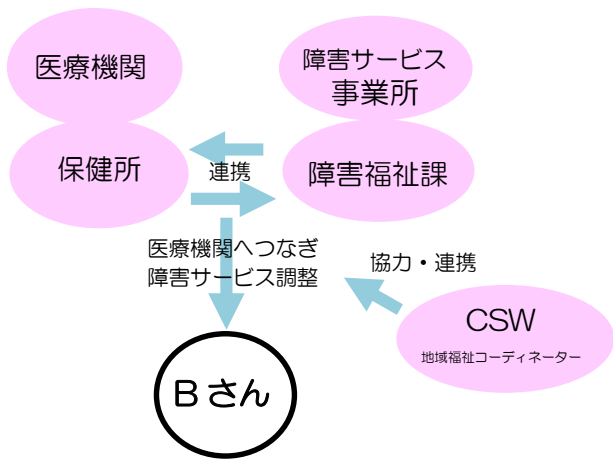 医療機関
障害サービス
事業所
保健所
連携
障害福祉課
医療機関へつなぎ
障害サービス調整
協力・連携
CSW
地域福祉コーディネーター
Bさん